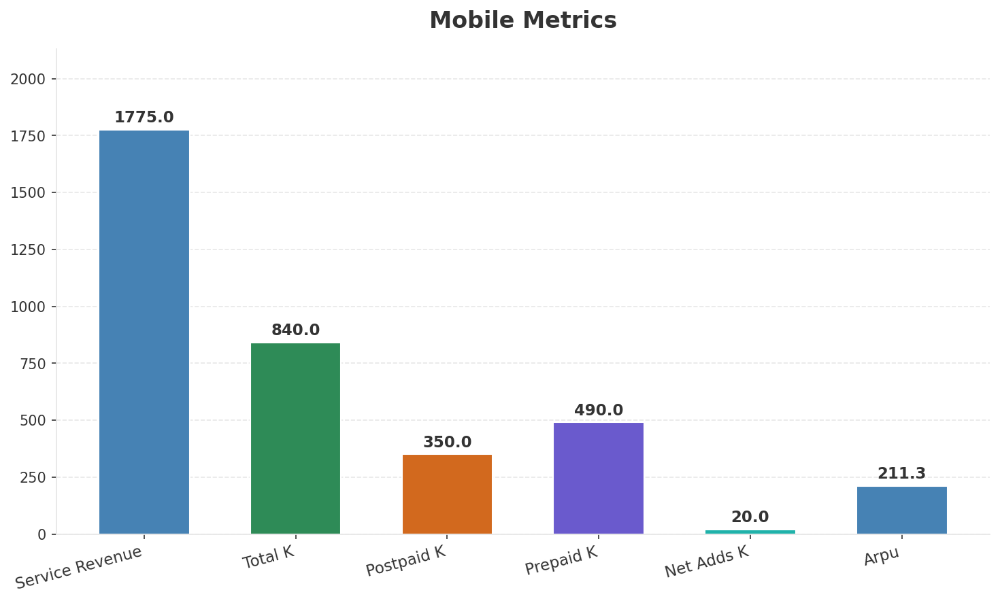 Mobile Metrics
2000
1750
1500
1250
1000
750
500
250
0
1775.0
840.0
350.0
490.0
20.0
211.3
Service Revenue
Total K
Postpaid K
Prepaid K
Net Adds K
Arpu